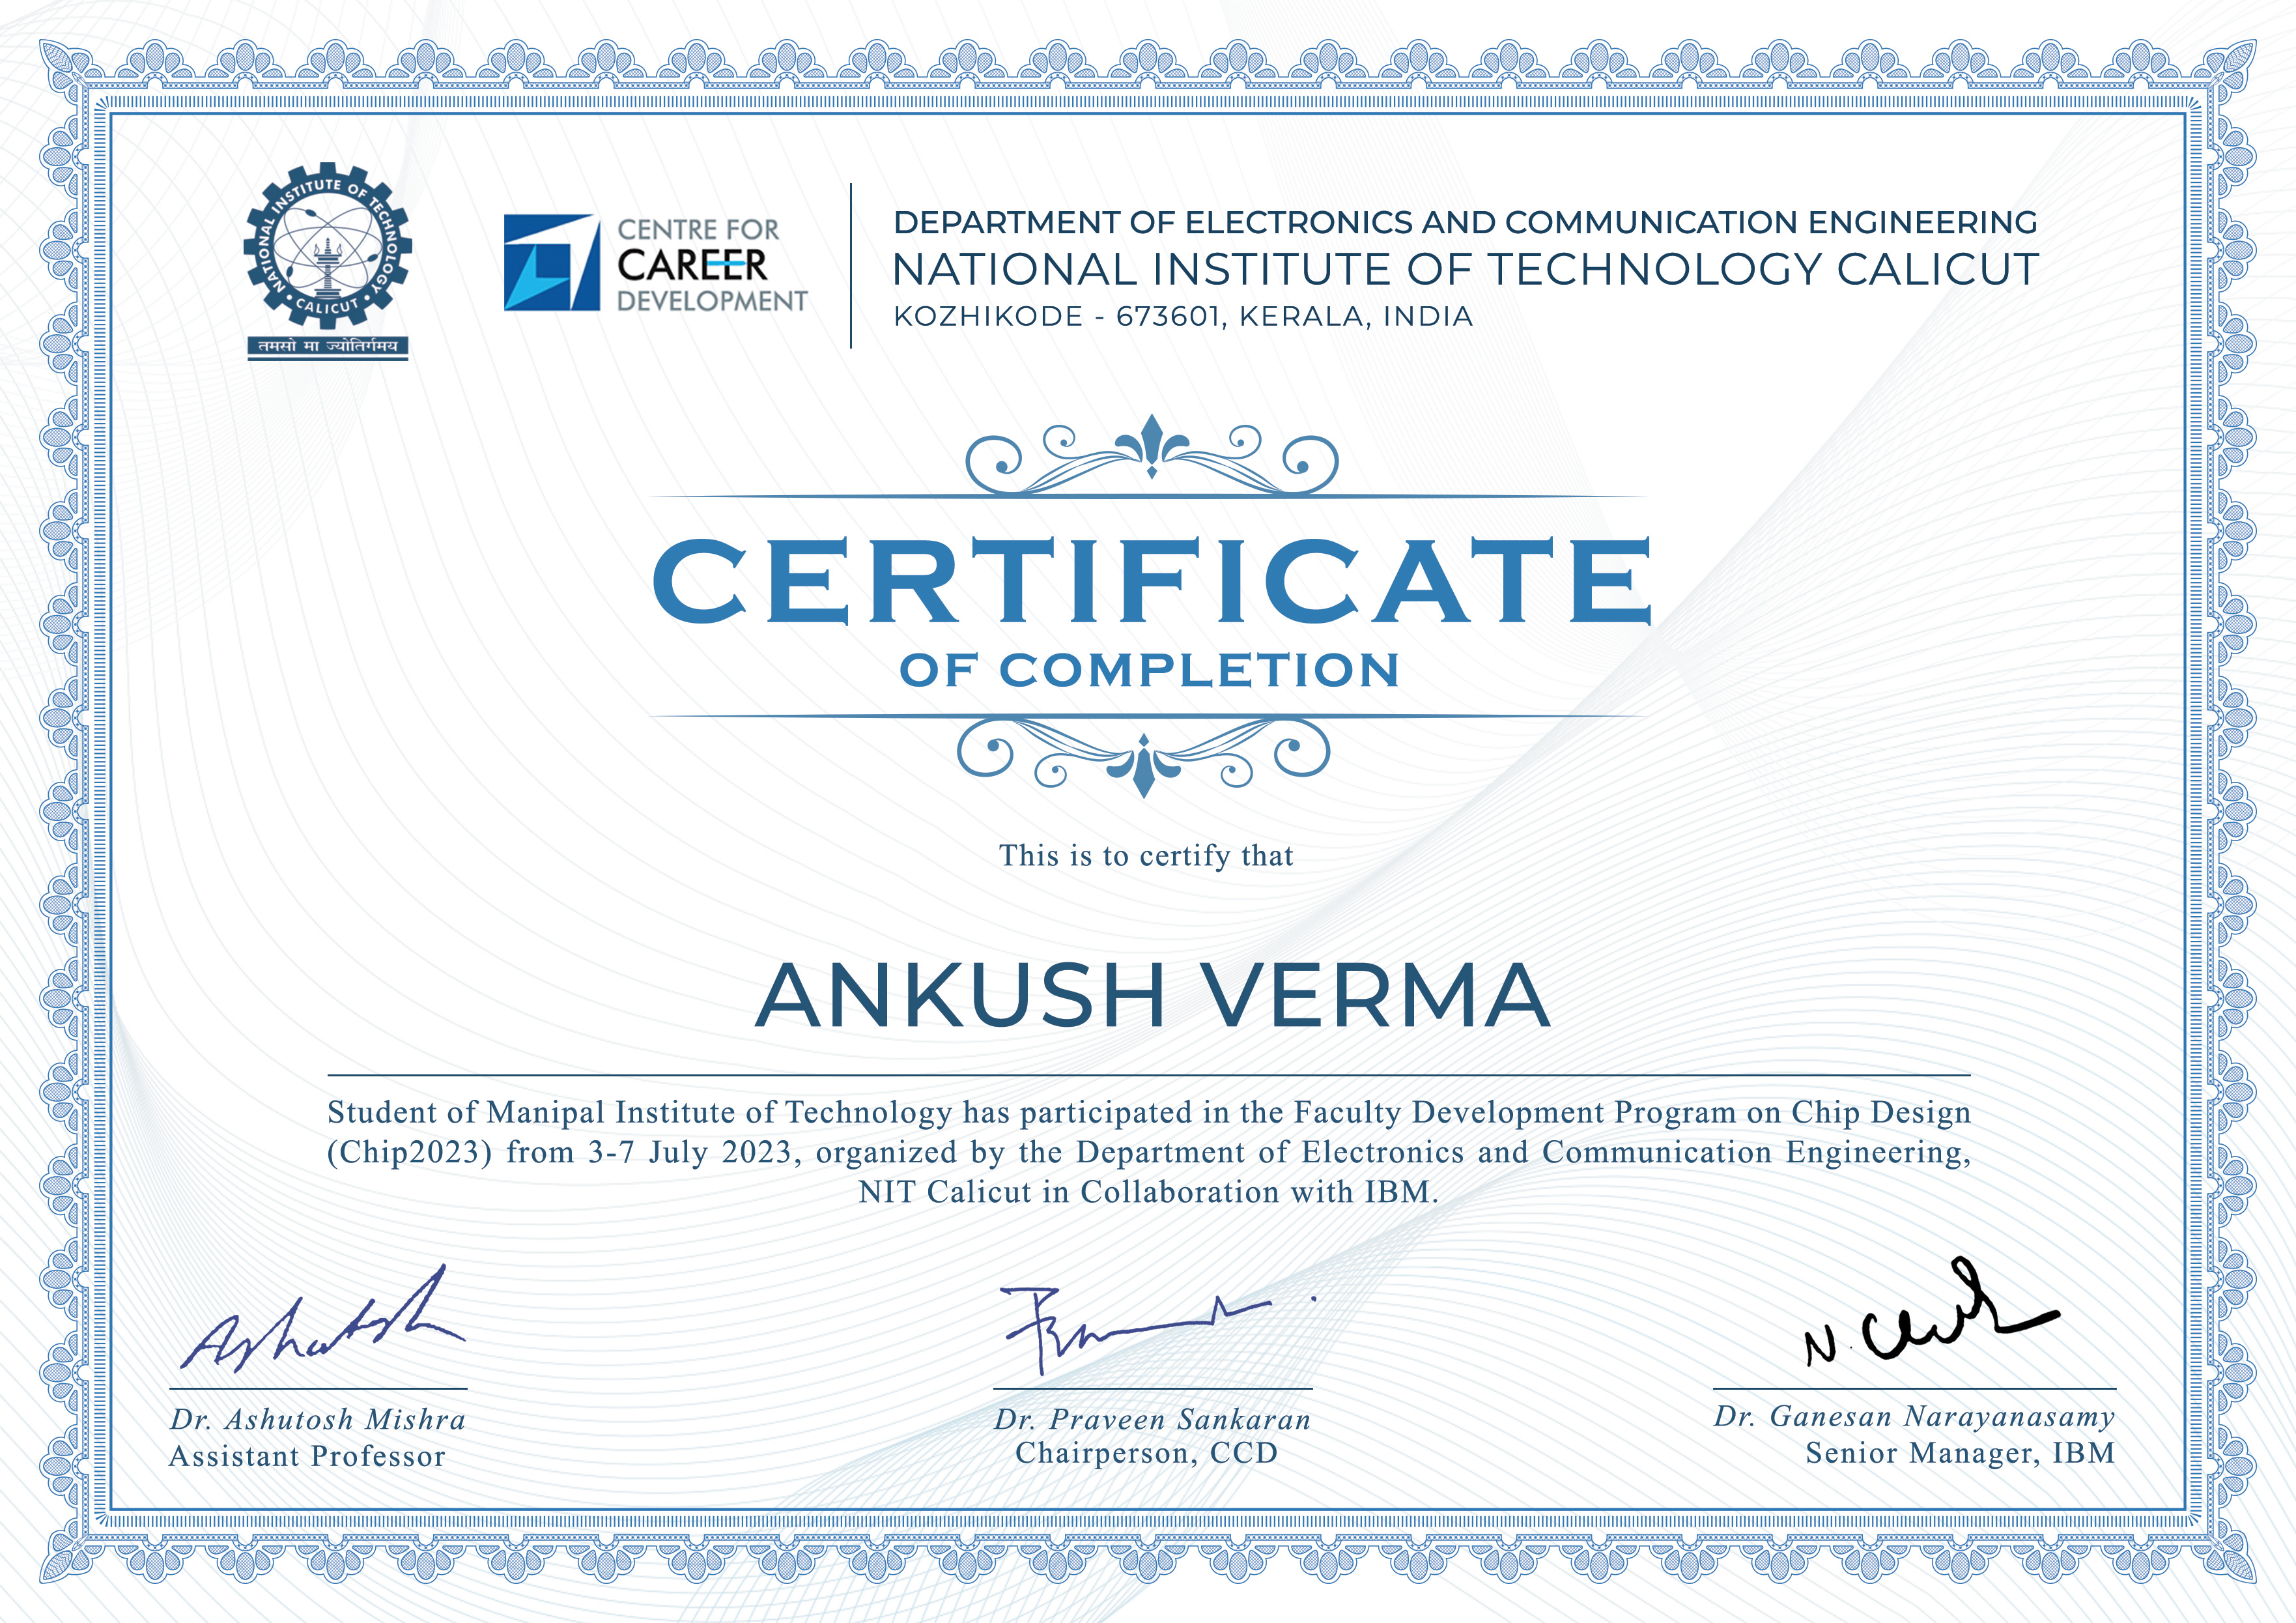 NATIONAL INSTITUTE OF TECHNOLOGY
• CALICUT •
तमसो मा ज्योतिर्गमय
CENTRE FOR
CAREER
DEVELOPMENT
DEPARTMENT OF ELECTRONICS AND COMMUNICATION ENGINEERING
NATIONAL INSTITUTE OF TECHNOLOGY CALICUT
KOZHIKODE - 673601, KERALA, INDIA
CERTIFICATE
OF COMPLETION
This is to certify that
ANKUSH VERMA
Student of Manipal Institute of Technology has participated in the Faculty Development Program on Chip Design
(Chip2023) from 3-7 July 2023, organized by the Department of Electronics and Communication Engineering,
NIT Calicut in Collaboration with IBM.
Ashutosh
Dr. Ashutosh Mishra
Assistant Professor
Dr. Praveen Sankaran
Chairperson, CCD
Dr. Ganesan Narayanasamy
Senior Manager, IBM